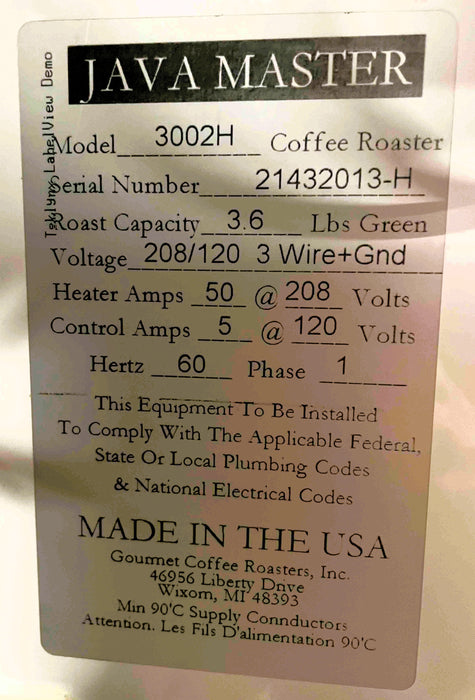 JAVA MASTER
Model 3002H Coffee Roaster
Serial Number 21432013-H
Roast Capacity 3.6 Lbs Green
Voltage 208/120 3 Wire+Gnd
Heater Amps 50 @ 208 Volts
Control Amps 5 @ 120 Volts
Hertz 60 Phase 1
This Equipment To Be Installed
To Comply With The Applicable Federal,
State Or Local Plumbing Codes
& National Electrical Codes
MADE IN THE USA
Gourmet Coffee Roasters, Inc.
46956 Liberty Drive
Wixom, MI 48393
Min 90'C Supply Connductors
Attention. Les Fils D'alimentation 90'C
LabelView Demo